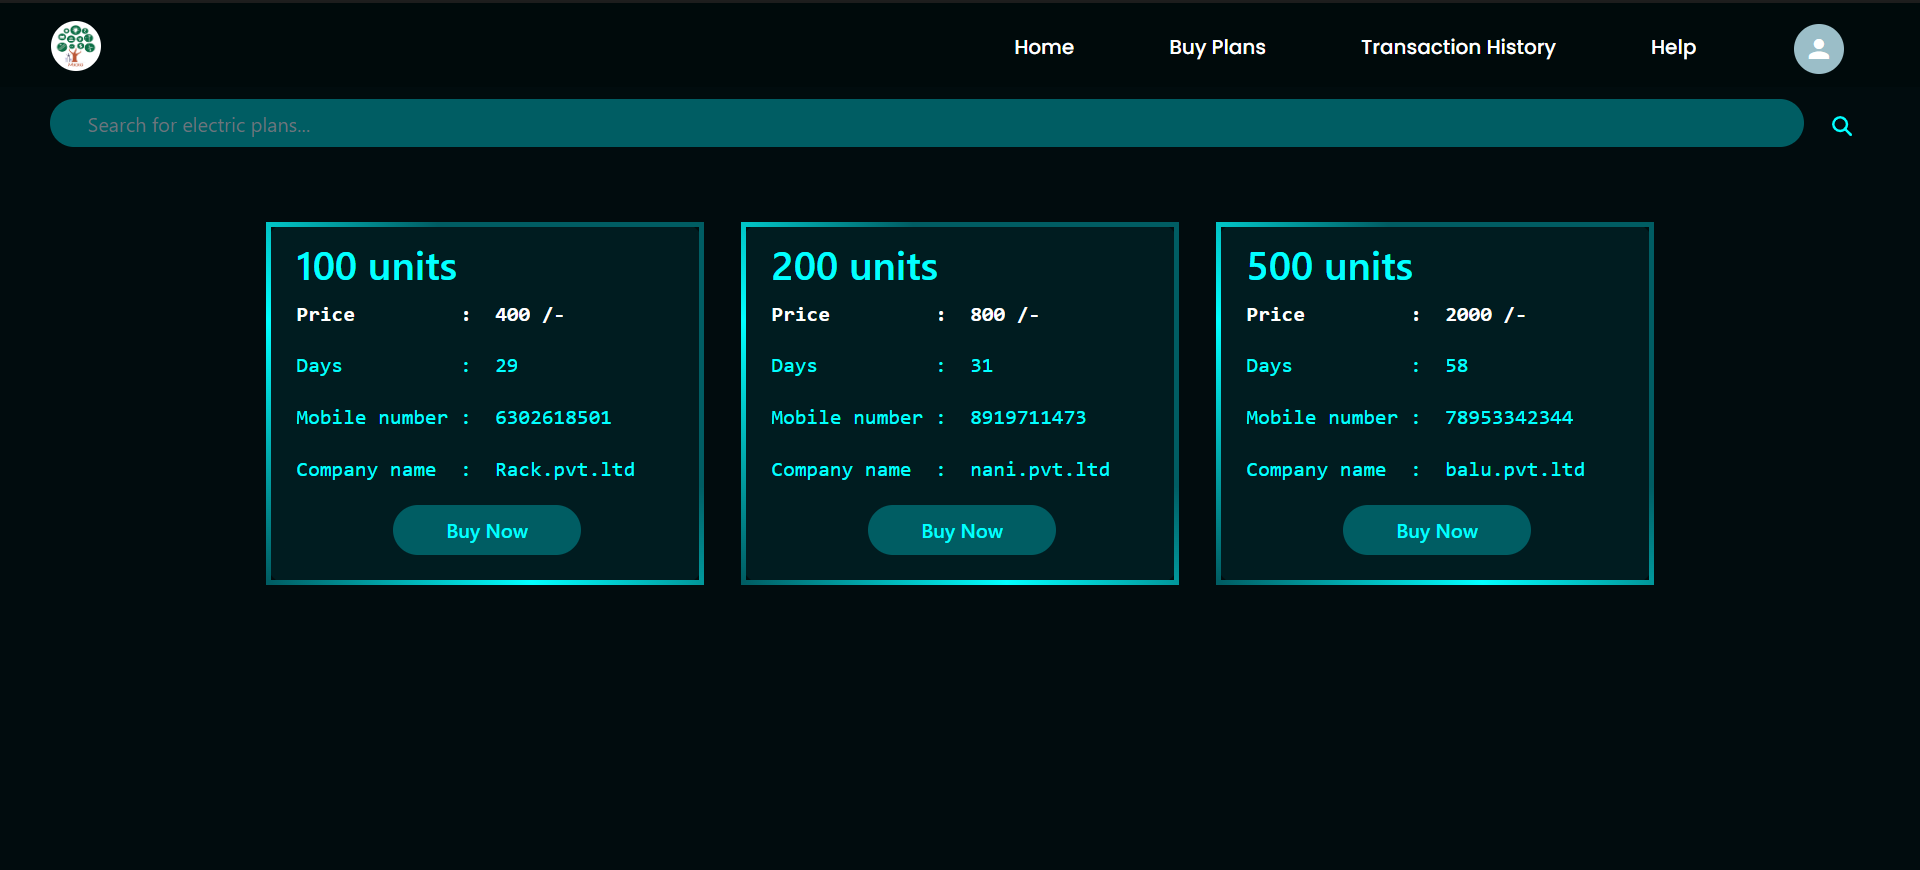 Home Buy Plans Transaction History Help
Search for electric plans...
100 units
Price : 400 /-
Days : 29
Mobile number : 6302618501
Company name : Rack.pvt.ltd
Buy Now
200 units
Price : 800 /-
Days : 31
Mobile number : 8919711473
Company name : nani.pvt.ltd
Buy Now
500 units
Price : 2000 /-
Days : 58
Mobile number : 78953342344
Company name : balu.pvt.ltd
Buy Now